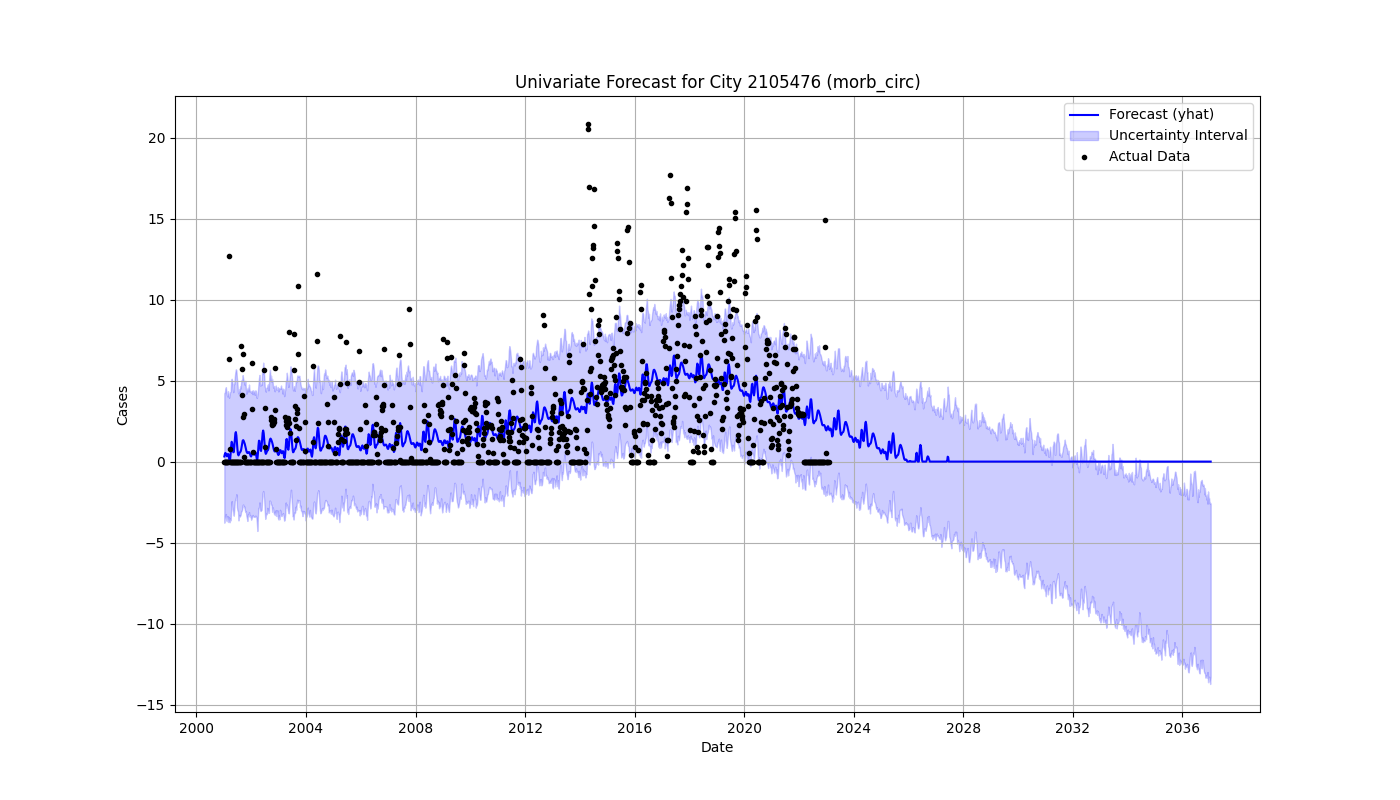 Univariate Forecast for City 2105476 (morb_circ)
Forecast (yhat)
Uncertainty Interval
Actual Data
20
15
10
5
0
−5
−10
−15
Cases
2000 2004 2008 2012 2016 2020 2024 2028 2032 2036
Date